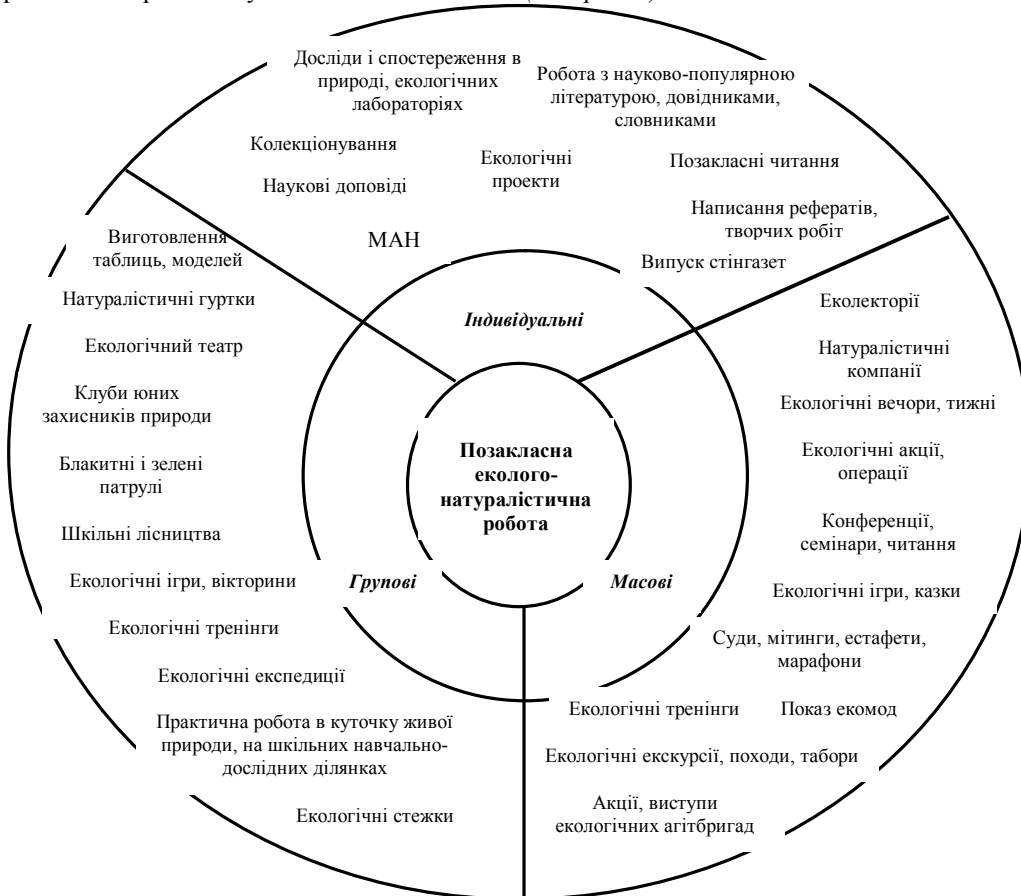 Досліди і спостереження в
природі, екологічних
лабораторіях
Робота з науково-популярною
літературою, довідниками,
словниками
Колекціонування
Екологічні
проекти
Позакласні читання
Наукові доповіді
Написання рефератів,
творчих робіт
МАН
Випуск стінгазет
Індивідуальні
Виготовлення
таблиць, моделей
Натуралістичні гуртки
Екологічний театр
Клуби юних
захисників природи
Блакитні і зелені
патрулі
Шкільні лісництва
Екологічні ігри, вікторини
Екологічні тренінги
Екологічні експедиції
Практична робота в куточку живої
природи, на шкільних навчально-
дослідних ділянках
Екологічні стежки
Групові
Позакласна
еколого-
натуралістична
робота
Масові
Еколекторії
Натуралістичні
компанії
Екологічні вечори, тижні
Екологічні акції,
операції
Конференції,
семінари, читання
Екологічні ігри, казки
Суди, мітинги, естафети,
марафони
Екологічні тренінги
Показ екомод
Екологічні екскурсії, походи, табори
Акції, виступи
екологічних агітбригад